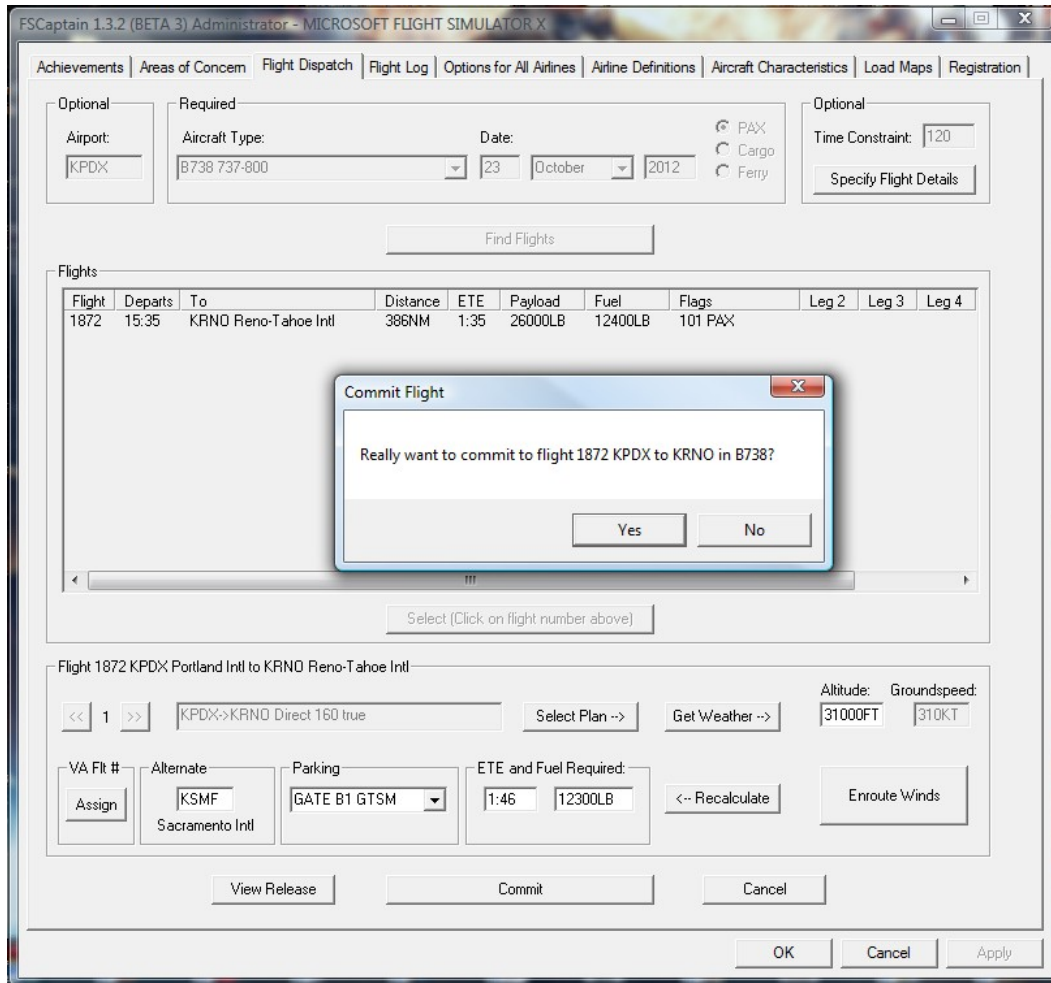 FSCaptain 1.3.2 (BETA 3) Administrator - MICROSOFT FLIGHT SIMULATOR X
Achievements Areas of Concern Flight Dispatch Flight Log Options for All Airlines Airline Definitions Aircraft Characteristics Load Maps Registration
Optional Required Optional
Airport: Aircraft Type: Date: PAX Time Constraint: 120
KPDX B738 737-800 23 October 2012 Cargo
Ferry Specify Flight Details
Find Flights
Flights
Flight Departs To Distance ETE Payload Fuel Flags Leg 2 Leg 3 Leg 4
1872 15:35 KRNO Reno-Tahoe Intl 386NM 1:35 26000LB 12400LB 101 PAX
Commit Flight X
Really want to commit to flight 1872 KPDX to KRNO in B738?
Yes No
Select (Click on flight number above)
Flight 1872 KPDX Portland Intl to KRNO Reno-Tahoe Intl
Altitude: Groundspeed:
<< 1 >> KPDX->KRNO Direct 160 true Select Plan --> Get Weather --> 31000FT 310KT
VA Flt # Alternate Parking ETE and Fuel Required:
Assign KSMF GATE B1 GTSM 1:46 12300LB <-- Recalculate Enroute Winds
Sacramento Intl
View Release Commit Cancel
OK Cancel Apply